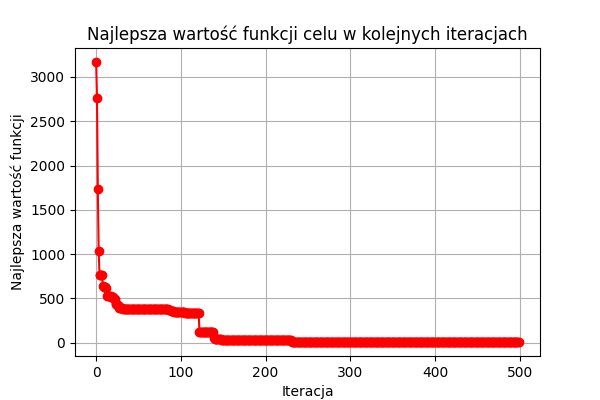 Najlepsza wartość funkcji celu w kolejnych iteracjach
Najlepsza wartość funkcji
3000
2500
2000
1500
1000
500
0
0 100 200 300 400 500
Iteracja